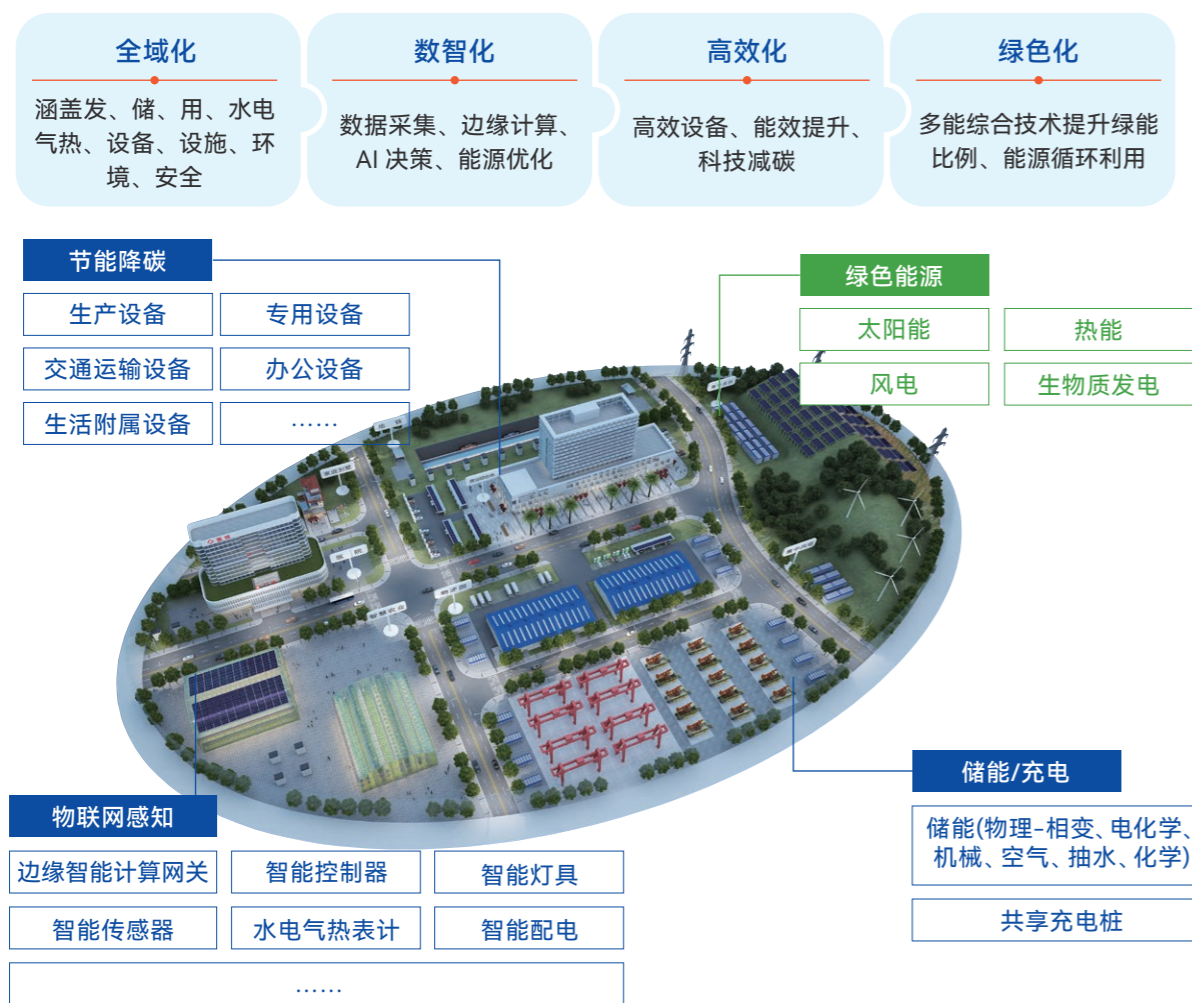 全域化
涵盖发、储、用、水电
气热、设备、设施、环
境、安全
数智化
数据采集、边缘计算、
AI 决策、能源优化
高效化
高效设备、能效提升、
科技减碳
绿色化
多能综合技术提升绿能
比例、能源循环利用
节能降碳
生产设备
专用设备
交通运输设备
办公设备
生活附属设备
……
绿色能源
太阳能
热能
风电
生物质发电
储能/充电
储能(物理-相变、电化学、
机械、空气、抽水、化学)
共享充电桩
物联网感知
边缘智能计算网关
智能控制器
智能灯具
智能传感器
水电气热表计
智能配电
……